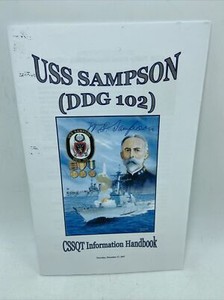 USS SAMPSON
(DDG 102)
CSSQT Information Handbook